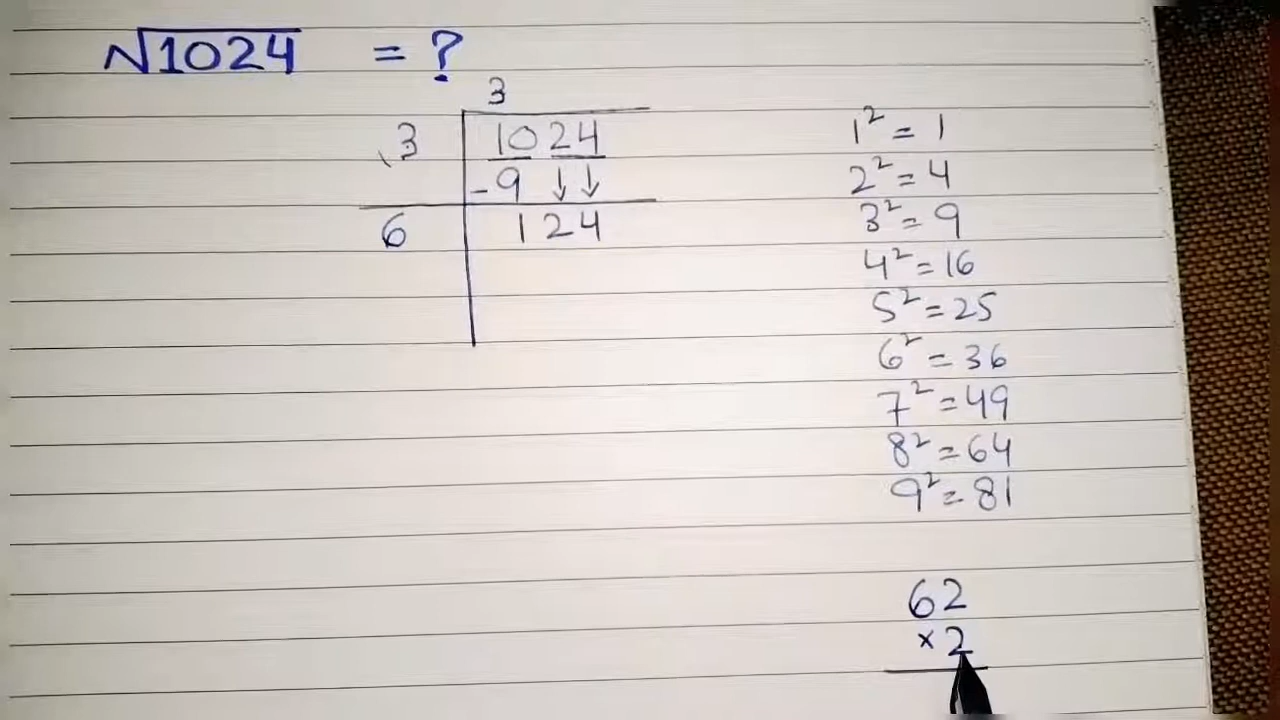 √1024 = ?
3
3 1024
-9 ↓↓
6 124
1² = 1
2² = 4
3² = 9
4² = 16
5² = 25
6² = 36
7² = 49
8² = 64
9² = 81
62
× 2